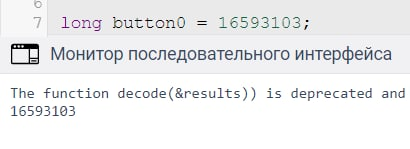 6
7 long button0 = 16593103;
Монитор последовательного интерфейса
The function decode(&results)) is deprecated and
16593103